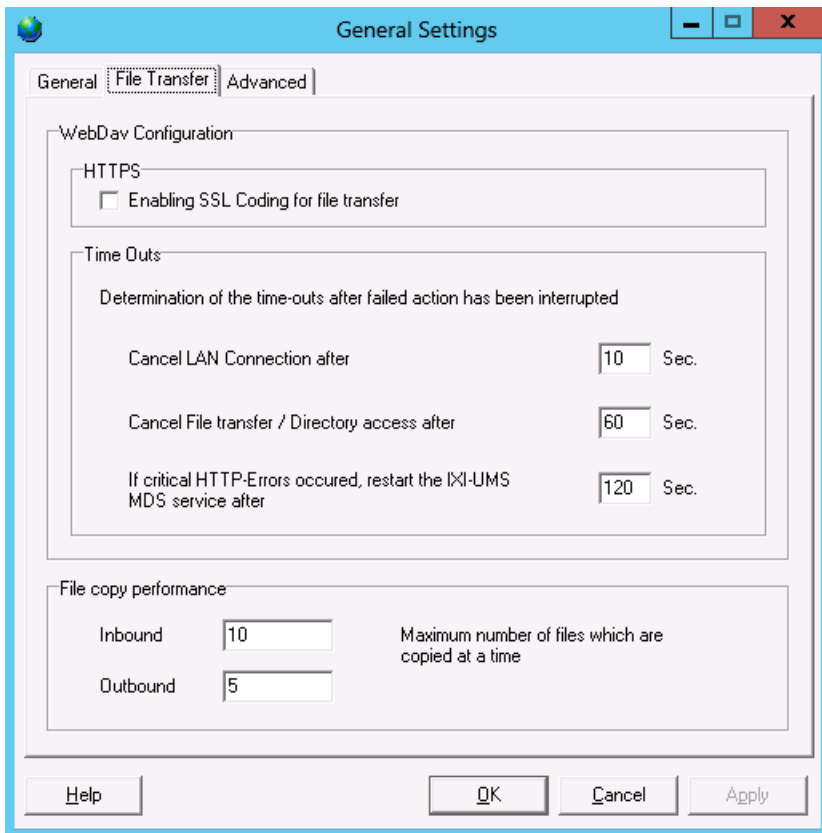 General Settings
General File Transfer Advanced
WebDav Configuration
HTTPS
Enabling SSL Coding for file transfer
Time Outs
Determination of the time-outs after failed action has been interrupted
Cancel LAN Connection after 10 Sec.
Cancel File transfer / Directory access after 60 Sec.
If critical HTTP-Errors occured, restart the IXI-UMS
MDS service after 120 Sec.
File copy performance
Inbound 10 Maximum number of files which are
copied at a time
Outbound 5
Help OK Cancel Apply